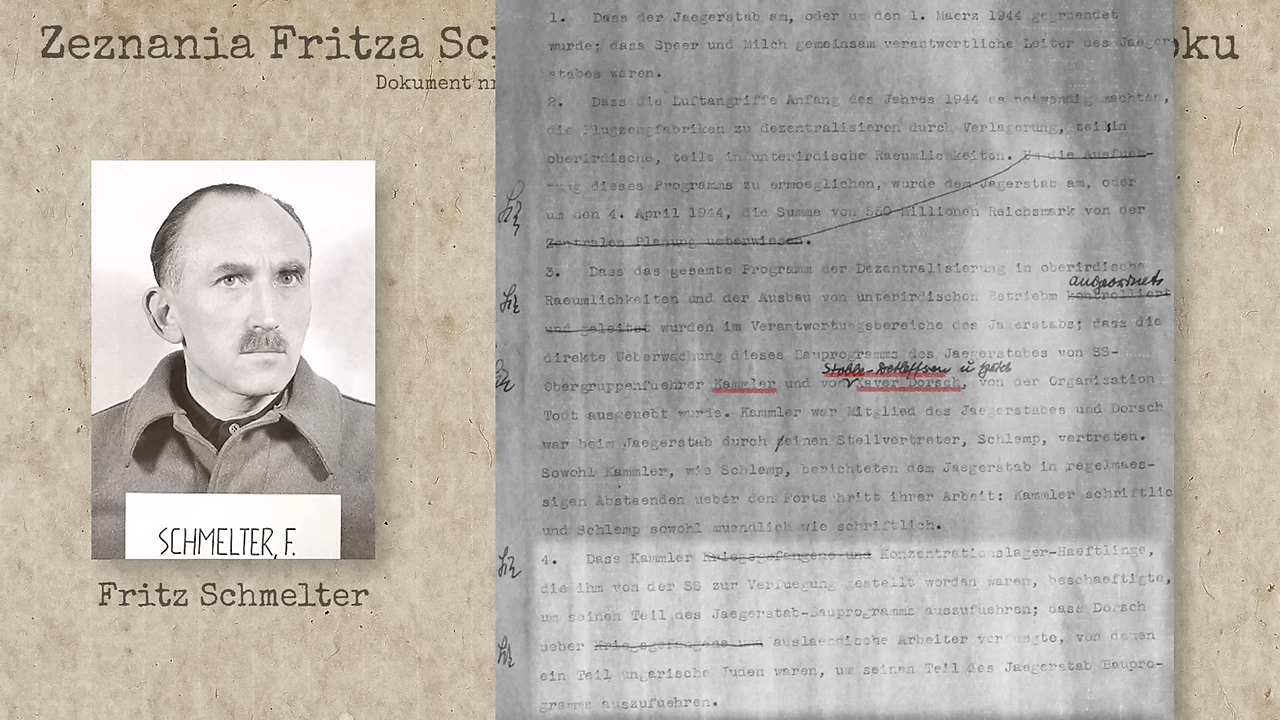 Zeznania Fritza Sc
oku
Dokument nr
SCHMELTER, F.
Fritz Schmelter
1. Dass der Jaegerstab am, oder um den 1. Maerz 1944 gegruendet
wurde; dass Speer und Milch gemeinsam verantwortliche Leiter des Jaeger-
stabes waren.
2. Dass die Luftangriffe Anfang des Jahres 1944 es notwendig machten,
die Flugzeugfabriken zu dezentralisieren durch Verlagerung, teils in
oberirdische, teils in unterirdische Raeumlichkeiten. Um die Ausfueh-
rung dieses Programms zu ermoeglichen, wurde dem Jagerstab am, oder
um den 4. April 1944, die Summe von 550 Millionen Reichsmark von der
Zentralen Planung ueberwiesen.
3. Dass das gesamte Programm der Dezentralisierung in oberirdische
angeordnet
Raeumlichkeiten und der Ausbau von unterirdischen Betriebm kontrolliert
und geleitet wurden im Verantwortungsbereiche des Jaegerstabs; dass die
direkte Ueberwachung dieses Bauprogramms des Jaegerstabes von SS-
Obergruppenfuehrer Kammler und von Xaver Dorsch, von der Organization
Todt ausgeuebt wurde. Kammler war Mitglied des Jaegerstabes und Dorsch
war beim Jaegerstab durch seinen Stellvertreter, Schlemp, vertreten.
Sowohl Kammler, wie Schlemp, berichteten dem Jaegerstab in regelmaes-
sigen Abstaenden ueber den Fortschritt ihrer Arbeit: Kammler schriftlic
und Schlemp sowohl muendlich wie schriftlich.
4. Dass Kammler Kriegsgefangene und Konzentrationslager-Haeftlinge,
die ihm von der SS zur Verfuegung gestellt worden waren, beschaeftigte,
um seinen Teil des Jaegerstab-Bauprogramms auszufuehren; dass Dorsch
ueber Kriegsgefangene und auslaendische Arbeiter verfuegte, von denen
ein Teil ungarische Juden waren, um seinen Teil des Jaegerstab Baupro-
gramms auszufuehren.